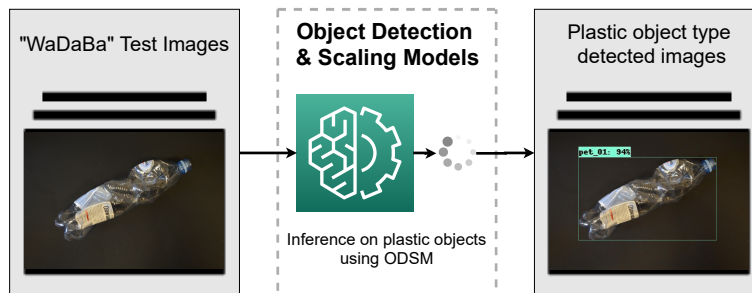 "WaDaBa" Test Images
Object Detection
& Scaling Models
Inference on plastic objects
using ODSM
Plastic object type
detected images
pet_01: 94%